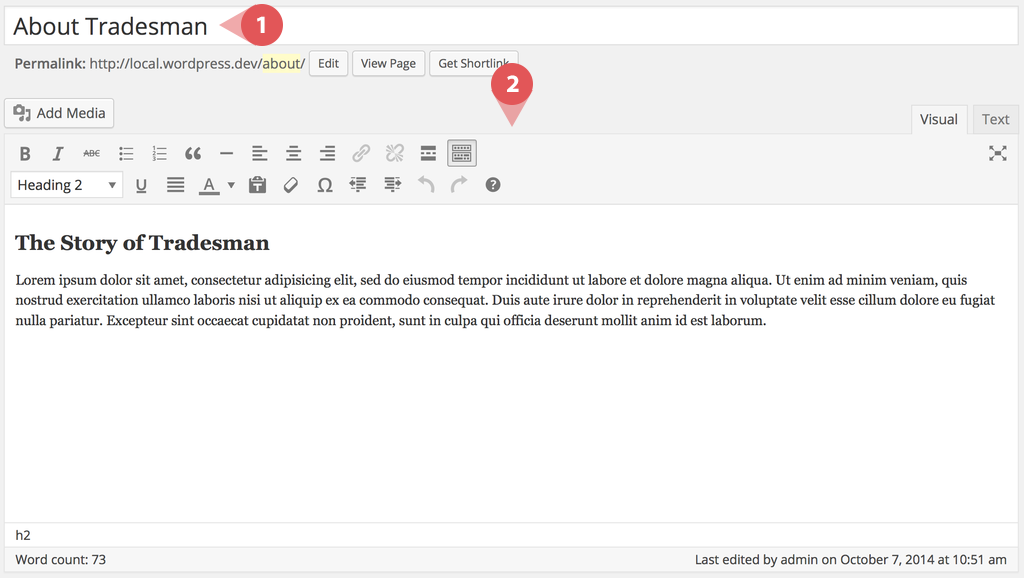 About Tradesman
1
Permalink: http://local.wordpress.dev/about/ Edit View Page Get Shortlink
2
Add Media
Visual Text
B I ABC
Heading 2 U A T Ω ?
The Story of Tradesman
Lorem ipsum dolor sit amet, consectetur adipisicing elit, sed do eiusmod tempor incididunt ut labore et dolore magna aliqua. Ut enim ad minim veniam, quis
nostrud exercitation ullamco laboris nisi ut aliquip ex ea commodo consequat. Duis aute irure dolor in reprehenderit in voluptate velit esse cillum dolore eu fugiat
nulla pariatur. Excepteur sint occaecat cupidatat non proident, sunt in culpa qui officia deserunt mollit anim id est laborum.
h2
Word count: 73
Last edited by admin on October 7, 2014 at 10:51 am